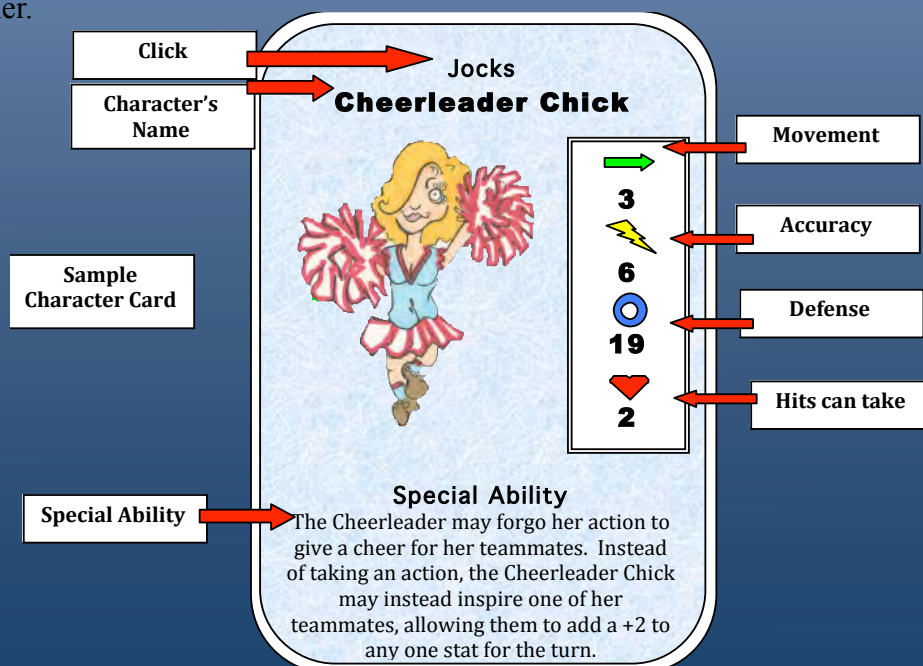 er.
Click
Character's
Name
Sample
Character Card
Special Ability
Jocks
Cheerleader Chick
3
6
19
2
Special Ability
The Cheerleader may forgo her action to
give a cheer for her teammates. Instead
of taking an action, the Cheerleader Chick
may instead inspire one of her
teammates, allowing them to add a +2 to
any one stat for the turn.
Movement
Accuracy
Defense
Hits can take